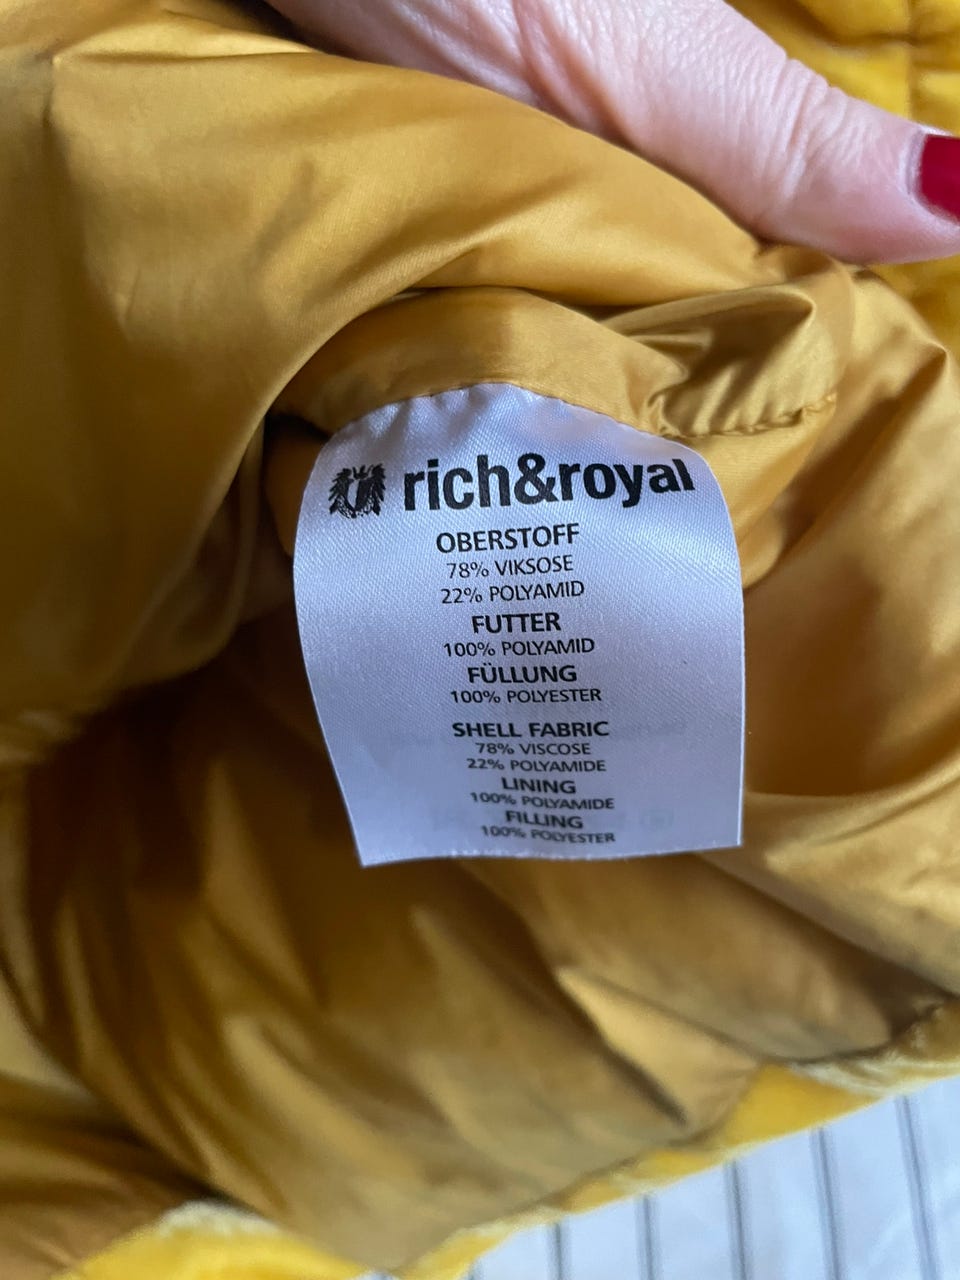 rich&royal
OBERSTOFF
78% VIKSOSE
22% POLYAMID
FUTTER
100% POLYAMID
FÜLLUNG
100% POLYESTER
SHELL FABRIC
78% VISCOSE
22% POLYAMIDE
LINING
100% POLYAMIDE
FILLING
100% POLYESTER